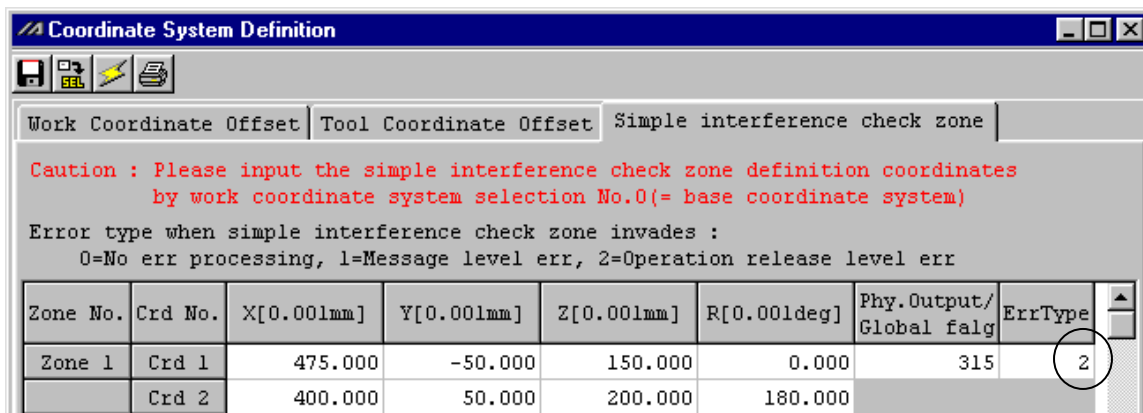 Coordinate System Definition
SEL
Work Coordinate Offset Tool Coordinate Offset Simple interference check zone
Caution : Please input the simple interference check zone definition coordinates
by work coordinate system selection No.0(= base coordinate system)
Error type when simple interference check zone invades :
0=No err processing, 1=Message level err, 2=Operation release level err
Zone No. Crd No. X[0.001mm] Y[0.001mm] Z[0.001mm] R[0.001deg] Phy.Output/ Global falg ErrType
Zone 1 Crd 1 475.000 -50.000 150.000 0.000 315 2
Crd 2 400.000 50.000 200.000 180.000